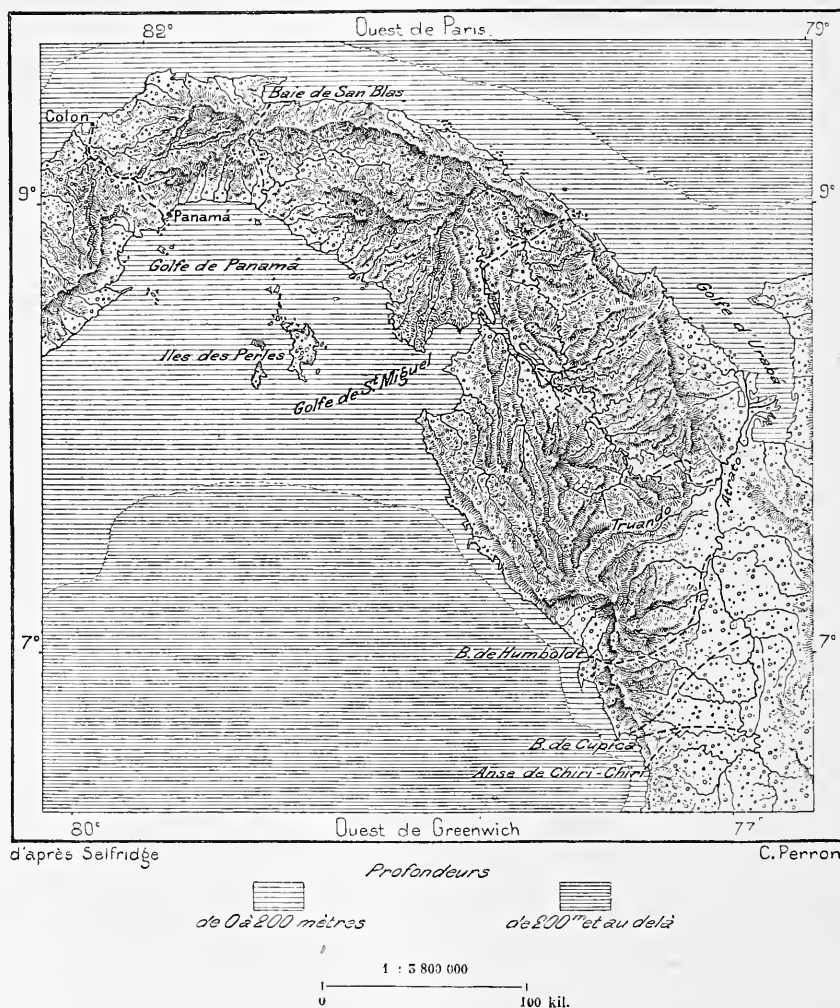 82° Ouest de Paris 79°
Baie de San Blas
Colon
9° 9°
Panamá
Golfe de Panamá
Golfe d'Urabá
Iles des Perles
Golfe de St Miguel
Atrato
Truando
7° 7°
B. de Humboldt
B. de Cupica
Anse de Chiri-Chiri
80° Ouest de Greenwich 77°
d'après Selfridge C. Perron
Profondeurs
de 0 à 200 mètres de 200m et au delà
1 : 3 800 000
0 100 kil.